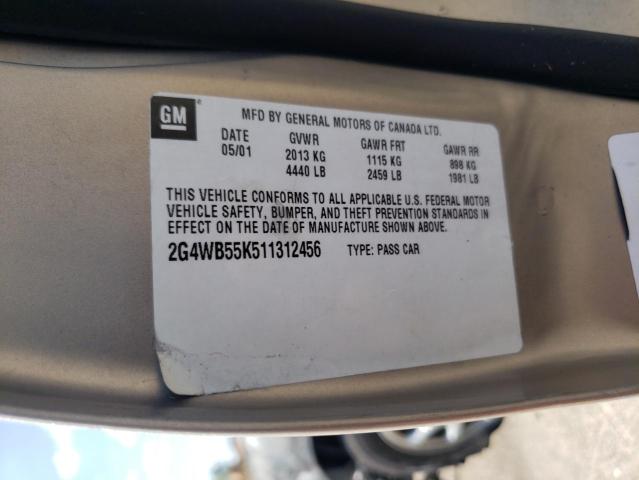 GM® MFD BY GENERAL MOTORS OF CANADA LTD.
DATE GVWR GAWR FRT GAWR RR
05/01 2013 KG 1115 KG 898 KG
4440 LB 2459 LB 1981 LB
THIS VEHICLE CONFORMS TO ALL APPLICABLE U.S. FEDERAL MOTOR
VEHICLE SAFETY, BUMPER, AND THEFT PREVENTION STANDARDS IN
EFFECT ON THE DATE OF MANUFACTURE SHOWN ABOVE.
2G4WB55K511312456 TYPE: PASS CAR